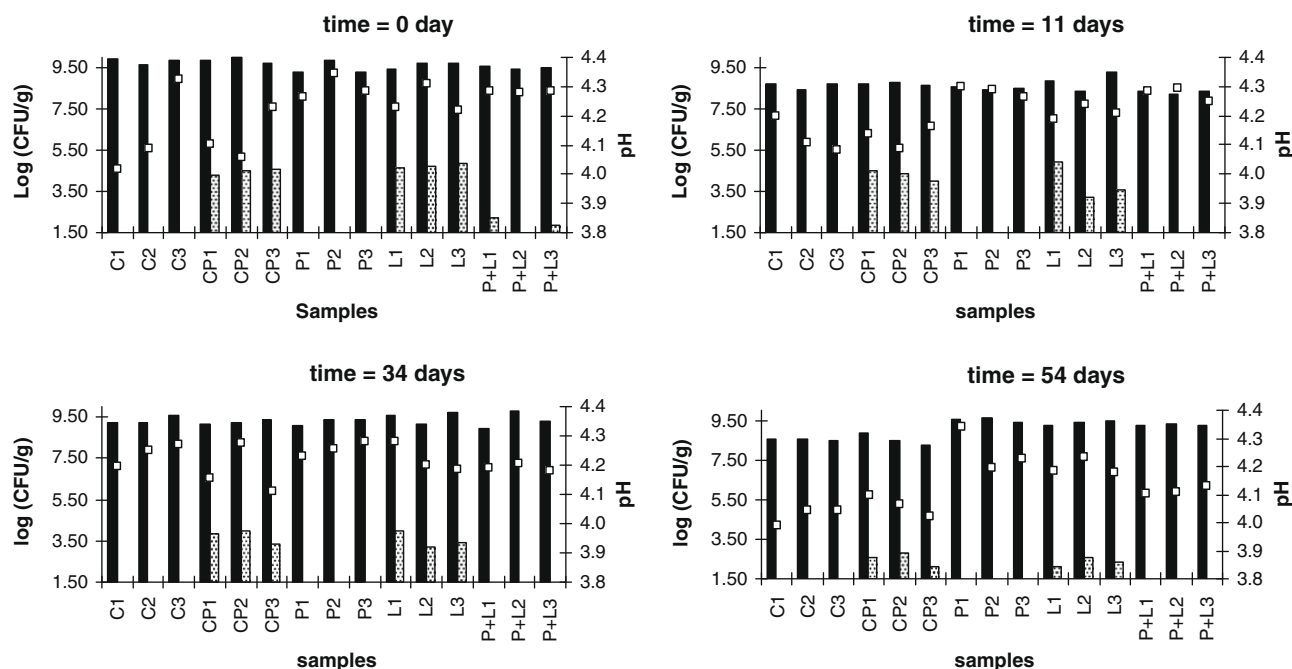 time = 0 day
Log (CFU/g)
9.50
7.50
5.50
3.50
1.50
4.4
4.3
4.2
4.1
4.0
3.9
3.8
pH
C1 C2 C3 CP1 CP2 CP3 P1 P2 P3 L1 L2 L3 P+L1 P+L2 P+L3
Samples
time = 11 days
Log (CFU/g)
9.50
7.50
5.50
3.50
1.50
4.4
4.3
4.2
4.1
4.0
3.9
3.8
pH
C1 C2 C3 CP1 CP2 CP3 P1 P2 P3 L1 L2 L3 P+L1 P+L2 P+L3
samples
time = 34 days
log (CFU/g)
9.50
7.50
5.50
3.50
1.50
4.4
4.3
4.2
4.1
4.0
3.9
3.8
pH
C1 C2 C3 CP1 CP2 CP3 P1 P2 P3 L1 L2 L3 P+L1 P+L2 P+L3
samples
time = 54 days
log (CFU/g)
9.50
7.50
5.50
3.50
1.50
4.4
4.3
4.2
4.1
4.0
3.9
3.8
pH
C1 C2 C3 CP1 CP2 CP3 P1 P2 P3 L1 L2 L3 P+L1 P+L2 P+L3
samples